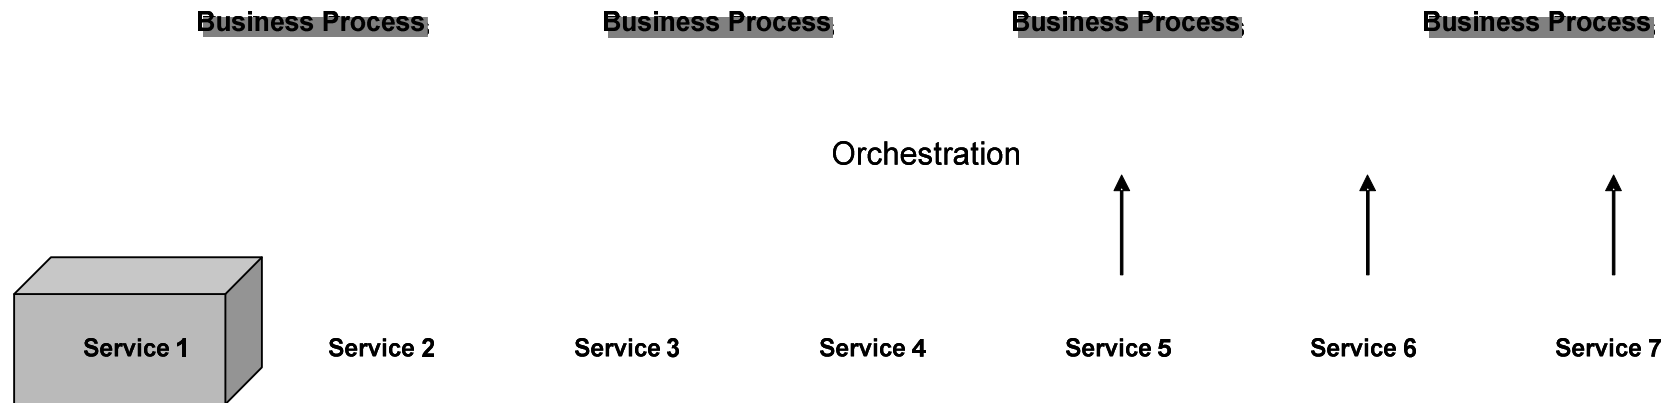 Business Process Business Process Business Process Business Process
Orchestration
Service 1 Service 2 Service 3 Service 4 Service 5 Service 6 Service 7